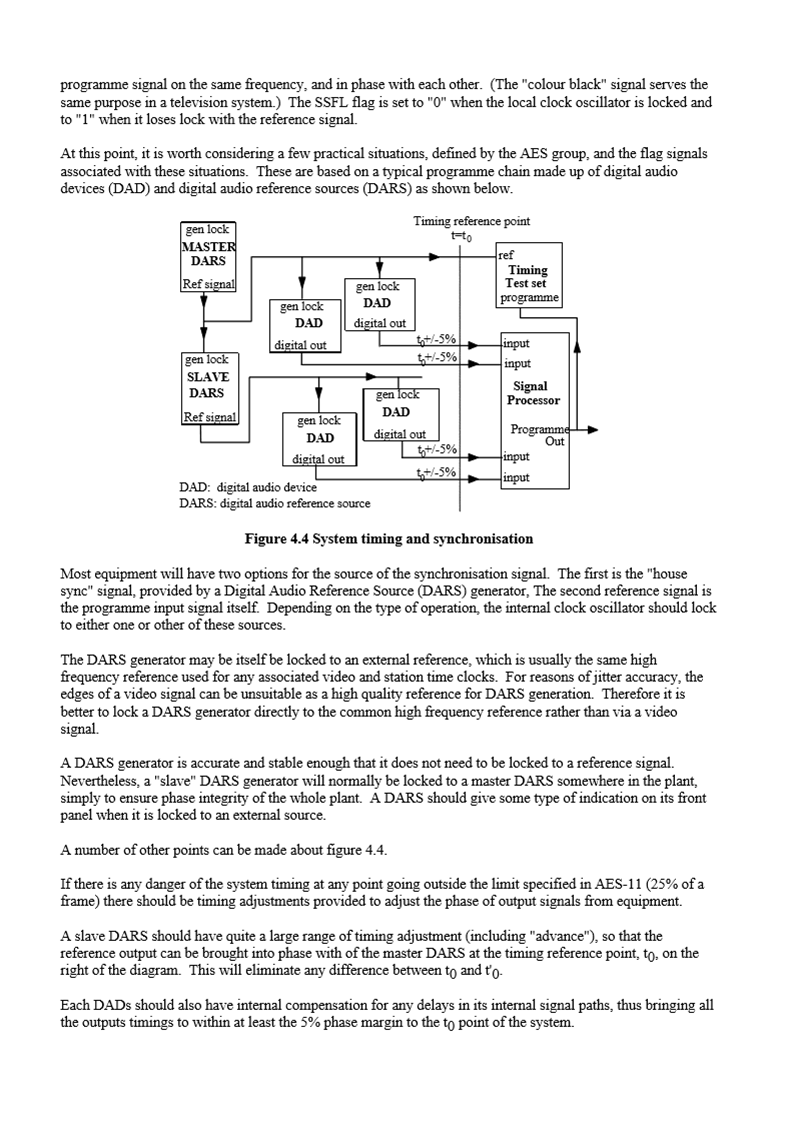 programme signal on the same frequency, and in phase with each other. (The "colour black" signal serves the
same purpose in a television system.) The SSFL flag is set to "0" when the local clock oscillator is locked and
to "1" when it loses lock with the reference signal.
At this point, it is worth considering a few practical situations, defined by the AES group, and the flag signals
associated with these situations. These are based on a typical programme chain made up of digital audio
devices (DAD) and digital audio reference sources (DARS) as shown below.
gen lock
MASTER
DARS
Ref signal
Timing reference point
t=t0
ref
Timing
Test set
programme
gen lock
DAD
digital out
gen lock
DAD
digital out
t0+/-5%
t0+/-5%
input
input
Signal
Processor
Programme
Out
input
input
gen lock
SLAVE
DARS
Ref signal
gen lock
DAD
digital out
gen lock
DAD
digital out
t0+/-5%
t0+/-5%
DAD: digital audio device
DARS: digital audio reference source
Figure 4.4 System timing and synchronisation
Most equipment will have two options for the source of the synchronisation signal. The first is the "house
sync" signal, provided by a Digital Audio Reference Source (DARS) generator, The second reference signal is
the programme input signal itself. Depending on the type of operation, the internal clock oscillator should lock
to either one or other of these sources.
The DARS generator may be itself be locked to an external reference, which is usually the same high
frequency reference used for any associated video and station time clocks. For reasons of jitter accuracy, the
edges of a video signal can be unsuitable as a high quality reference for DARS generation. Therefore it is
better to lock a DARS generator directly to the common high frequency reference rather than via a video
signal.
A DARS generator is accurate and stable enough that it does not need to be locked to a reference signal.
Nevertheless, a "slave" DARS generator will normally be locked to a master DARS somewhere in the plant,
simply to ensure phase integrity of the whole plant. A DARS should give some type of indication on its front
panel when it is locked to an external source.
A number of other points can be made about figure 4.4.
If there is any danger of the system timing at any point going outside the limit specified in AES-11 (25% of a
frame) there should be timing adjustments provided to adjust the phase of output signals from equipment.
A slave DARS should have quite a large range of timing adjustment (including "advance"), so that the
reference output can be brought into phase with of the master DARS at the timing reference point, t0, on the
right of the diagram. This will eliminate any difference between t0 and t'0.
Each DADs should also have internal compensation for any delays in its internal signal paths, thus bringing all
the outputs timings to within at least the 5% phase margin to the t0 point of the system.